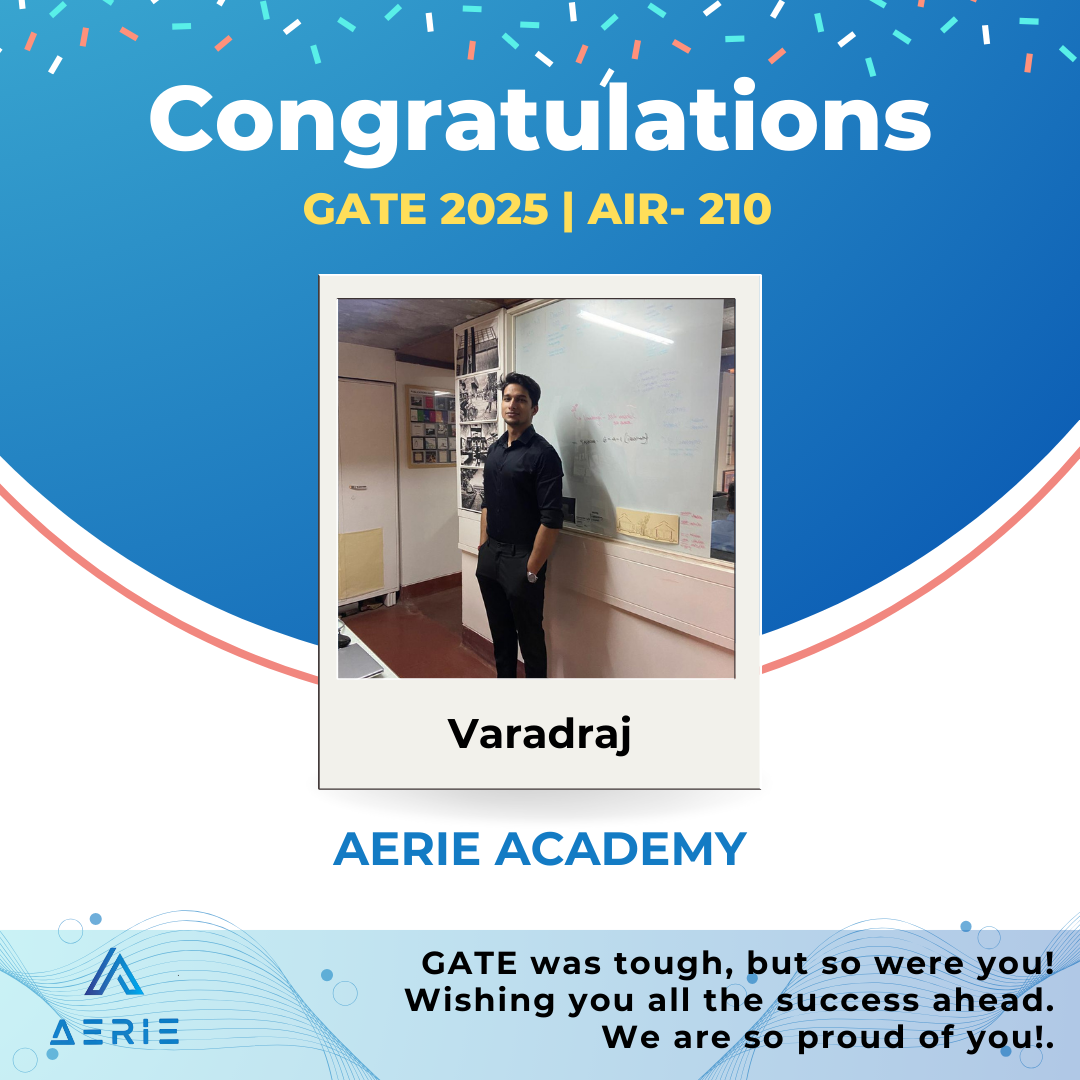 Congratulations
GATE 2025 | AIR- 210
Varadraj
AERIE ACADEMY
GATE was tough, but so were you!
Wishing you all the success ahead.
We are so proud of you!.
AERIE